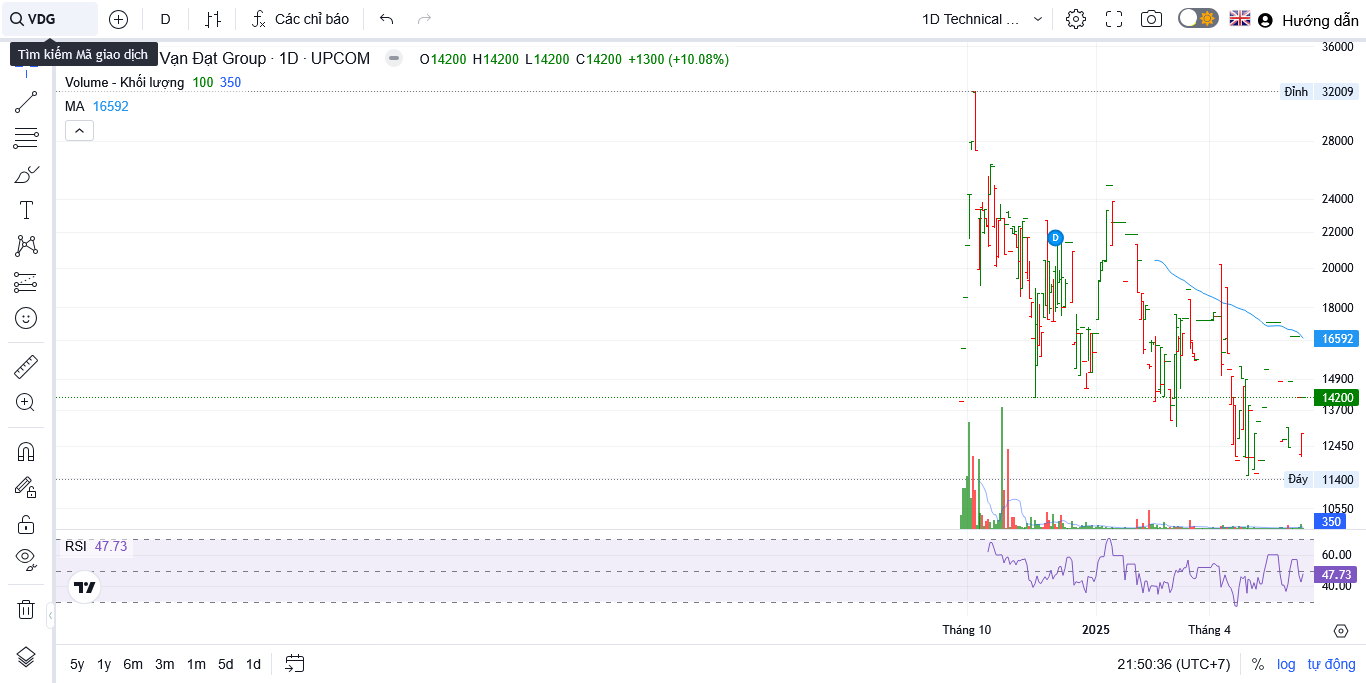 VDG
D
Các chỉ báo
1D Technical ...
Hướng dẫn
Tìm kiếm Mã giao dịch
Vạn Đạt Group · 1D · UPCOM
O14200 H14200 L14200 C14200 +1300 (+10.08%)
Volume - Khối lượng 100 350
MA 16592
36000
Đỉnh 32009
28000
24000
22000
D
20000
18000
16592
14900
14200
13700
12450
Đáy 11400
10550
350
RSI 47.73
60.00
47.73
40.00
Tháng 10
2025
Tháng 4
5y 1y 6m 3m 1m 5d 1d
21:50:36 (UTC+7)
% log tự động